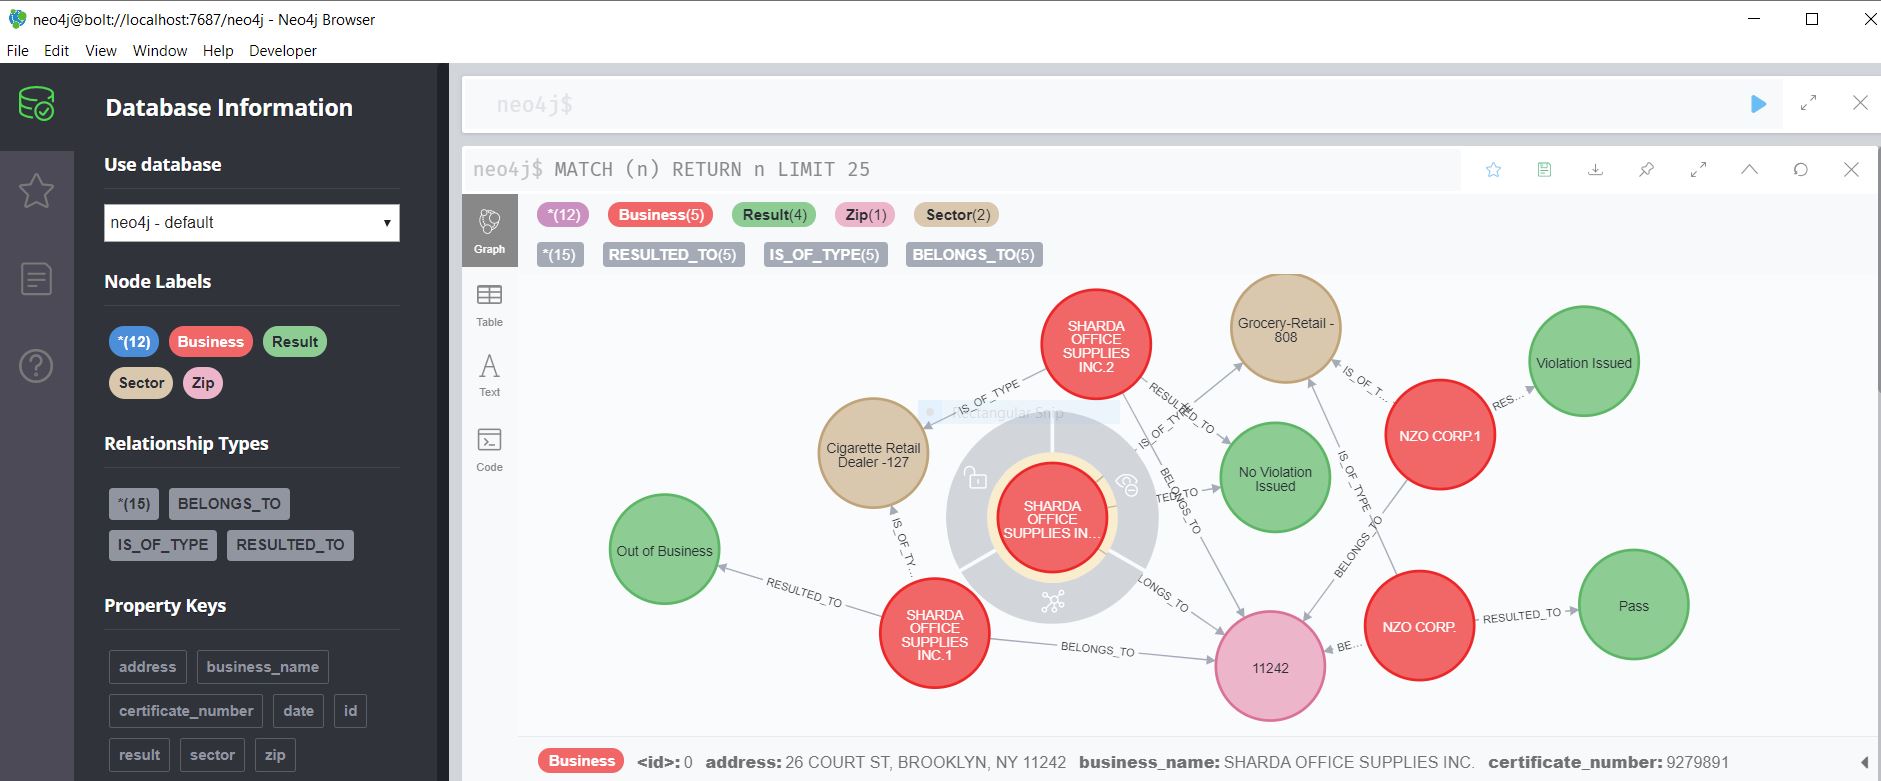 neo4j@bolt://localhost:7687/neo4j - Neo4j Browser
File Edit View Window Help Developer
Database Information
Use database
neo4j - default
Node Labels
*(12) Business Result
Sector Zip
Relationship Types
*(15) BELONGS_TO
IS_OF_TYPE RESULTED_TO
Property Keys
address business_name
certificate_number date id
result sector zip
neo4j$
neo4j$ MATCH (n) RETURN n LIMIT 25
Graph
Table
Text
Code
*(12) Business(5) Result(4) Zip(1) Sector(2)
*(15) RESULTED_TO(5) IS_OF_TYPE(5) BELONGS_TO(5)
SHARDA
OFFICE
SUPPLIES
INC.2
Grocery-Retail -
808
Violation Issued
IS_OF_TYPE
RESULTED_TO
IS_OF_TYPE
IS_OF_T...
RES...
NZO CORP.1
Rectangular Snip
Cigarette Retail
Dealer -127
No Violation
Issued
TED_TO
BELONGS_TO
IS_OF_TYPE
SHARDA
OFFICE
SUPPLIES IN...
IS_OF_TY...
Out of Business
RESULTED_TO
BELONGS_TO
LONGS_TO
SHARDA
OFFICE
SUPPLIES
INC.1
BELONGS_TO
11242
BE...
NZO CORP.
RESULTED_TO
Pass
Business <id>: 0 address: 26 COURT ST, BROOKLYN, NY 11242 business_name: SHARDA OFFICE SUPPLIES INC. certificate_number: 9279891